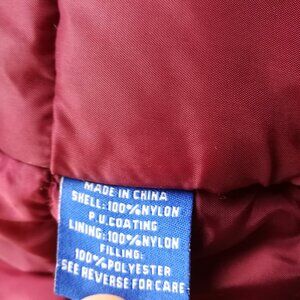 MADE IN CHINA
SHELL: 100%NYLON
P.U.COATING
LINING: 100%NYLON
FILLING:
100%POLYESTER
SEE REVERSE FOR CARE